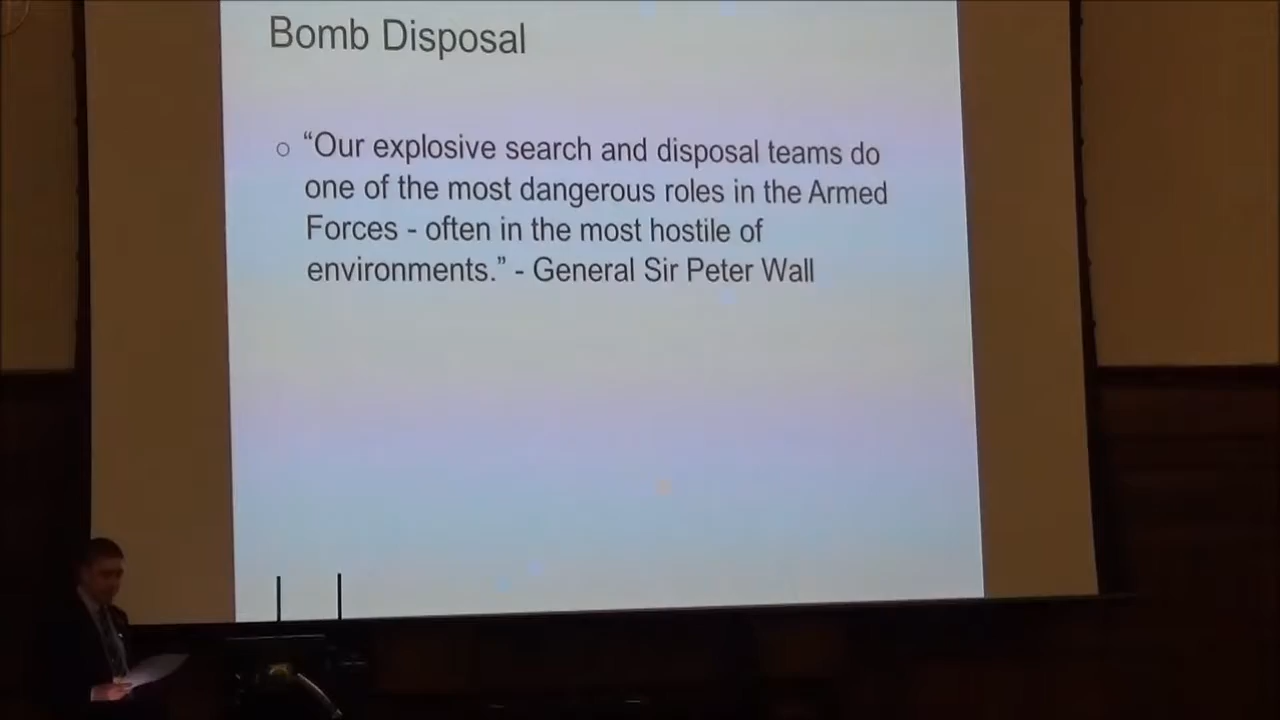 Bomb Disposal
○ “Our explosive search and disposal teams do
one of the most dangerous roles in the Armed
Forces - often in the most hostile of
environments.” - General Sir Peter Wall